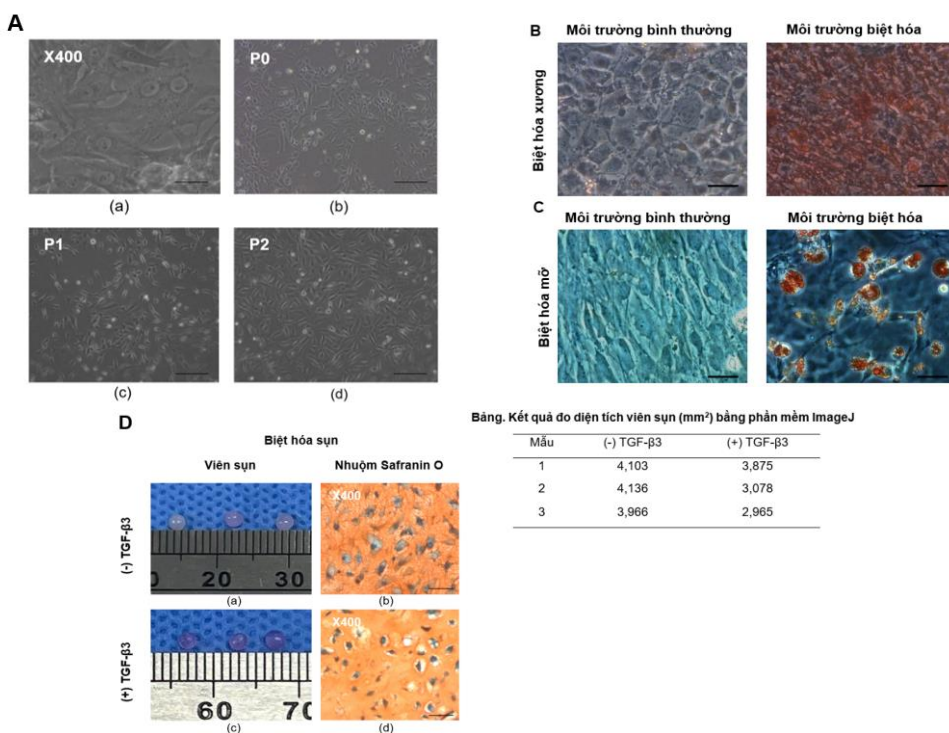 A
X400
P0
(a)
(b)
P1
P2
(c)
(d)
B
Môi trường bình thường
Môi trường biệt hóa
Biệt hóa xương
C
Môi trường bình thường
Môi trường biệt hóa
Biệt hóa mỡ
D
Biệt hóa sụn
Viên sụn
Nhuộm Safranin O
(-) TGF-β3
20
30
X400
(a)
(b)
(+) TGF-β3
60
70
X400
(c)
(d)
Bảng. Kết quả đo diện tích viên sụn (mm²) bằng phần mềm ImageJ
Mẫu (-) TGF-β3 (+) TGF-β3
1 4,103 3,875
2 4,136 3,078
3 3,966 2,965